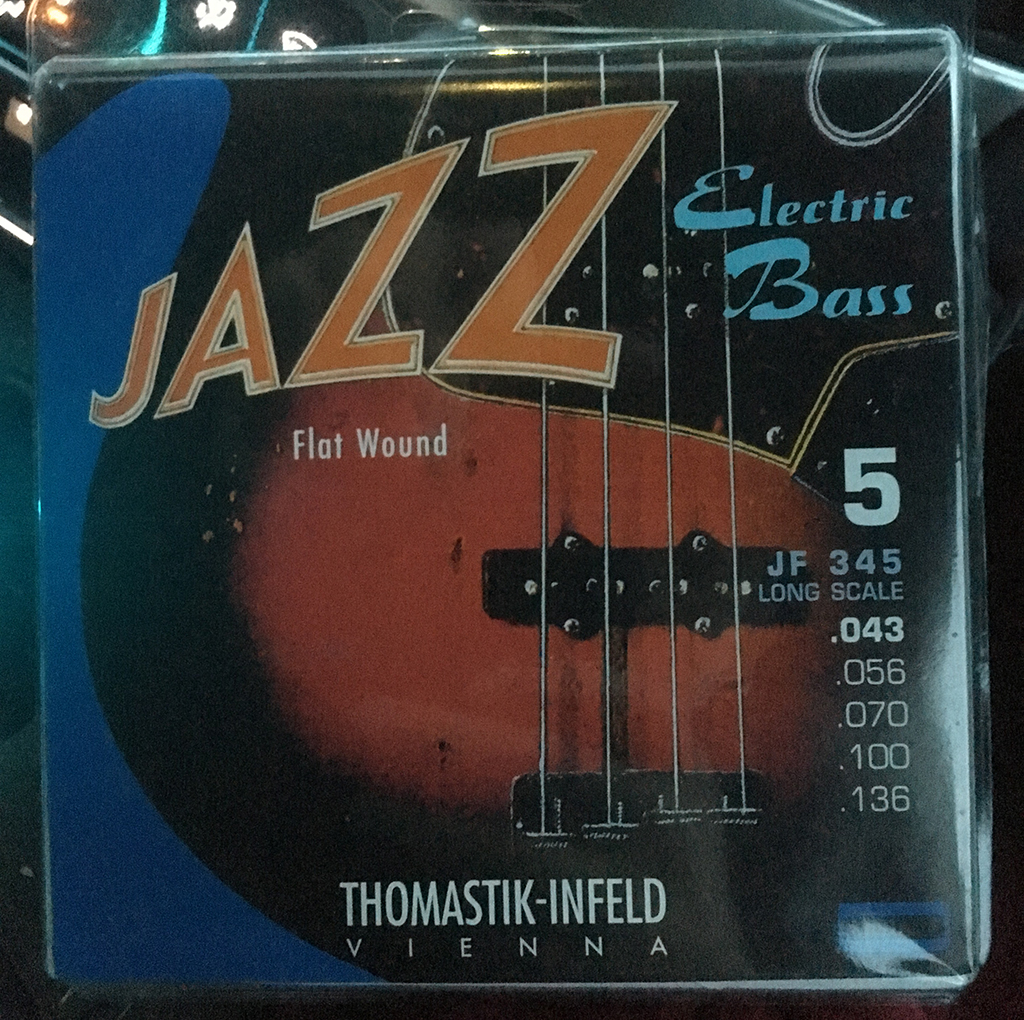 JAZZ
Electric
Bass
Flat Wound
5
JF 345
LONG SCALE
.043
.056
.070
.100
.136
THOMASTIK-INFELD
VIENNA